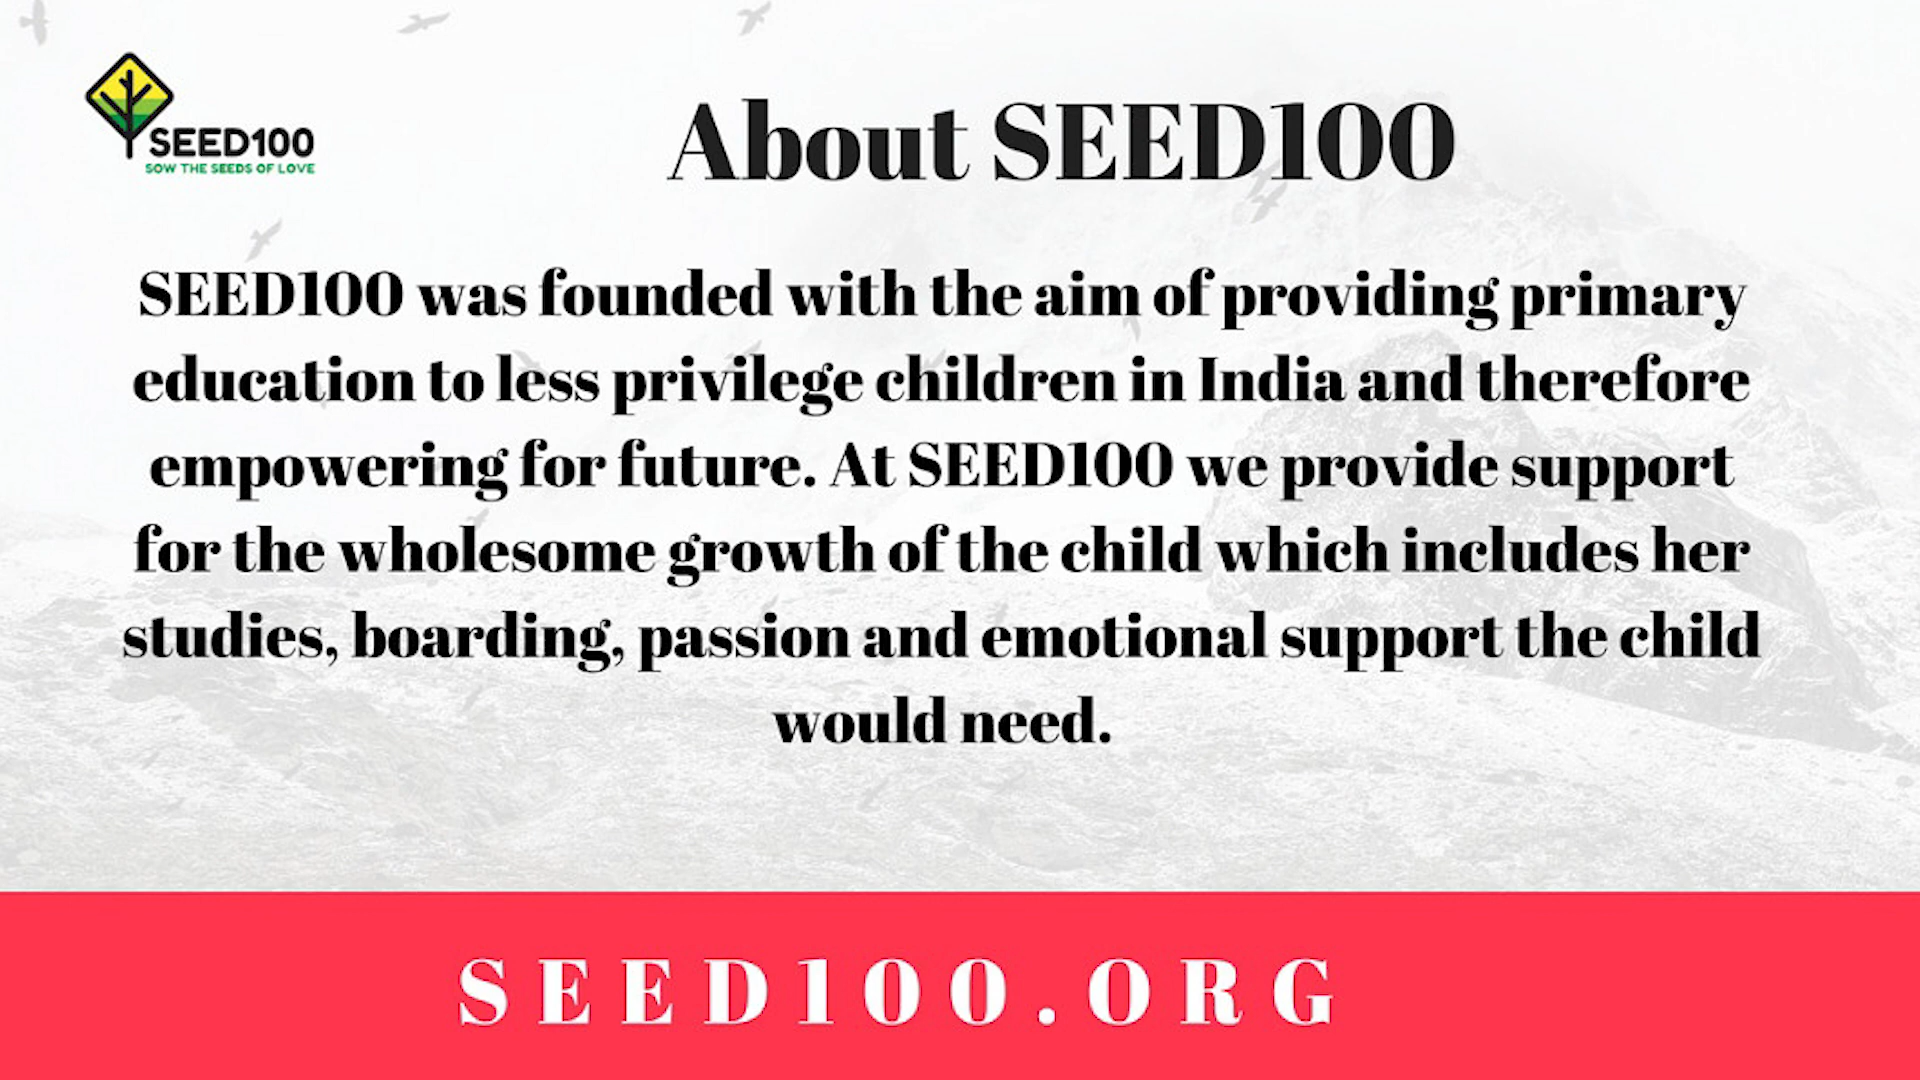 SEED100
SOW THE SEEDS OF LOVE
About SEED100
SEED100 was founded with the aim of providing primary
education to less privilege children in India and therefore
empowering for future. At SEED100 we provide support
for the wholesome growth of the child which includes her
studies, boarding, passion and emotional support the child
would need.
SEED100.ORG